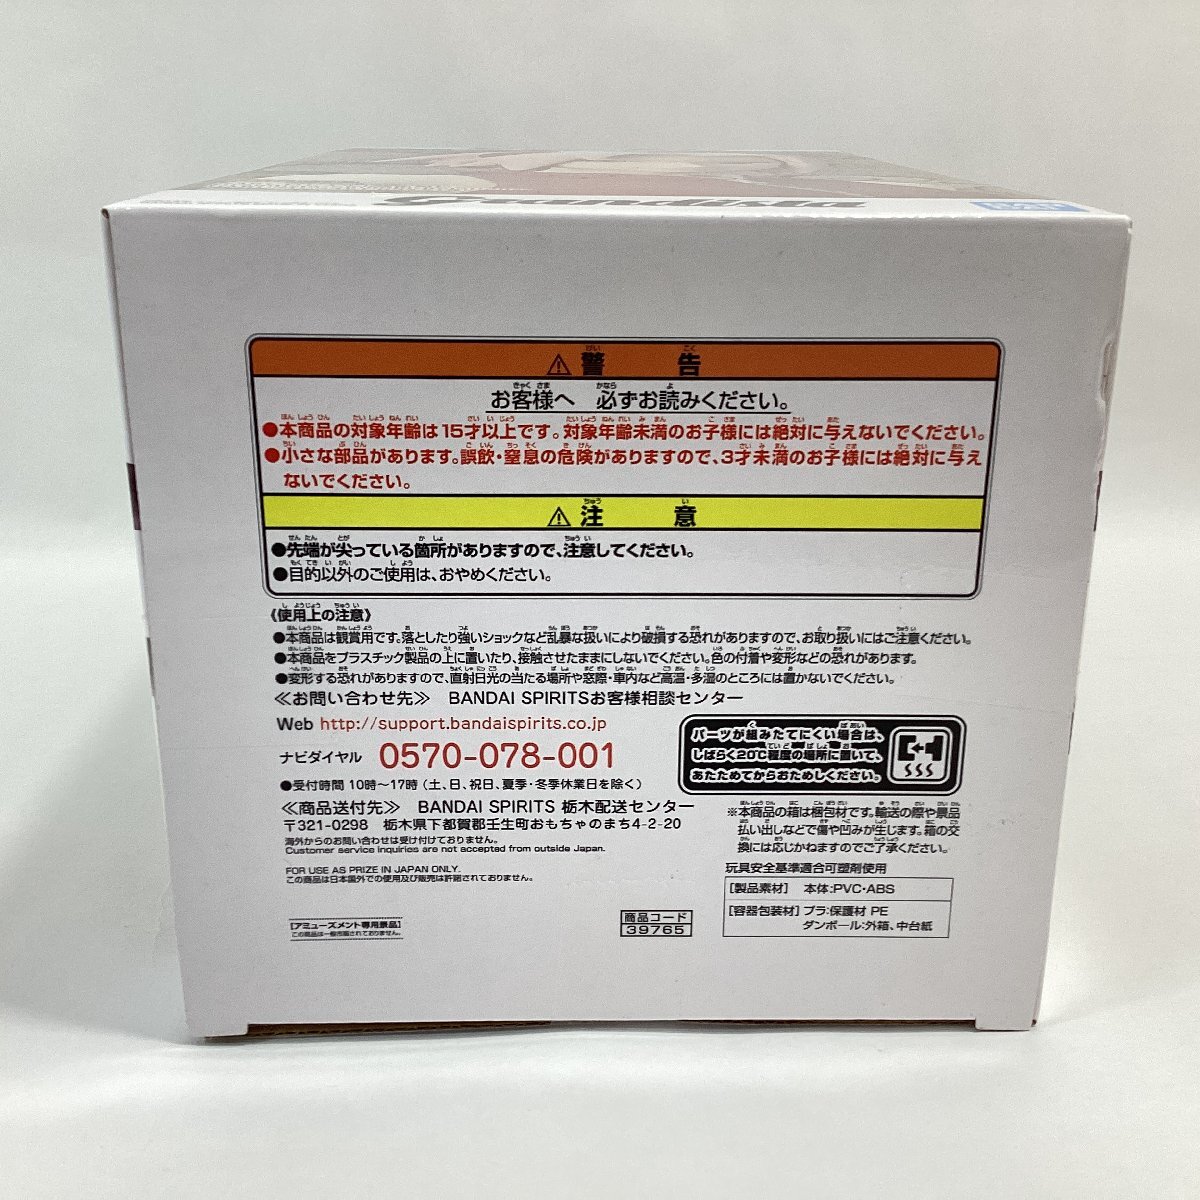 Grandista
⚠警告
お客様へ 必ずお読みください。
●本商品の対象年齢は15才以上です。対象年齢未満のお子様には絶対に与えないでください。
●小さな部品があります。誤飲・窒息の危険がありますので、3才未満のお子様には絶対に与え
ないでください。
⚠注意
●先端が尖っている箇所がありますので、注意してください。
●目的以外のご使用は、おやめください。
《使用上の注意》
●本商品は観賞用です。落としたり強いショックなど乱暴な扱いにより破損する恐れがありますので、お取り扱いにはご注意ください。
●本商品をプラスチック製品の上に置いたり、接触させたままにしないでください。色の付着や変形などの恐れがあります。
●変形する恐れがありますので、直射日光の当たる場所や窓際・車内など高温・多湿のところには置かないでください。
≪お問い合わせ先≫ BANDAI SPIRITSお客様相談センター
Web http://support.bandaispirits.co.jp
ナビダイヤル 0570-078-001
●受付時間 10時〜17時（土、日、祝日、夏季・冬季休業日を除く）
≪商品送付先≫ BANDAI SPIRITS 栃木配送センター
〒321-0298 栃木県下都賀郡壬生町おもちゃのまち4-2-20
海外からのお問い合わせは受け付けておりません。
Customer service inquiries are not accepted from outside Japan.
FOR USE AS PRIZE IN JAPAN ONLY.
この商品は日本国外での使用及び販売は許諾されておりません。
[アミューズメント専用景品]
この商品は一般市販されておりません。
商品コード
39765
パーツが組みたてにくい場合は、
しばらく20℃程度の場所に置いて、
あたためてからおためしください。
※本商品の箱は梱包材です。輸送の際や景品
払い出しなどで傷や凹みが生じます。箱の交
換には応じかねますのでご了承ください。
玩具安全基準適合可塑剤使用
[製品素材] 本体:PVC・ABS
[容器包装材] プラ:保護材 PE
ダンボール:外箱、中台紙